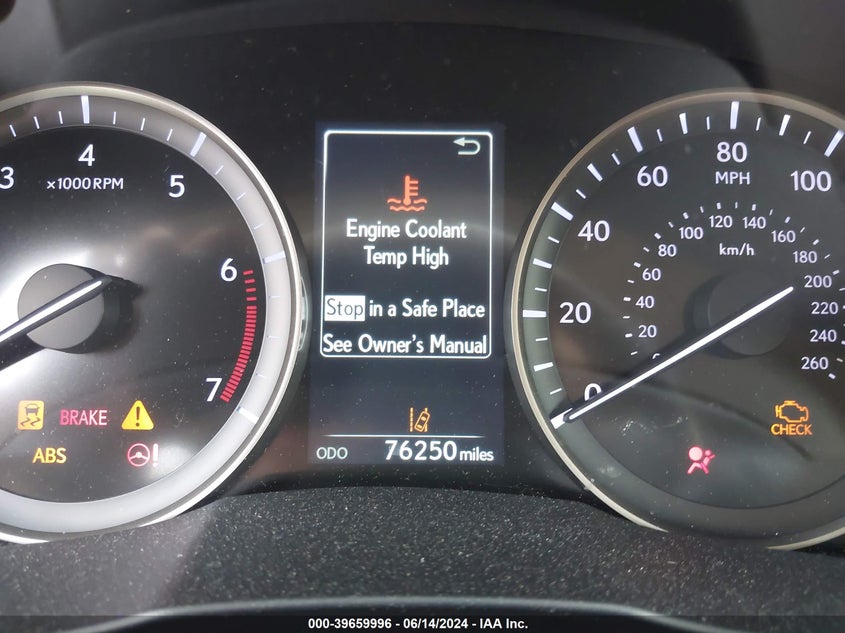 3
4
5
6
7
×1000 RPM
BRAKE
ABS
Engine Coolant
Temp High
Stop in a Safe Place
See Owner's Manual
ODO 76250 miles
0
20
40
60
80
100
MPH
0
20
40
60
80
100
120
140
160
180
200
220
240
260
km/h
CHECK
000-39659996 - 06/14/2024 - IAA Inc.